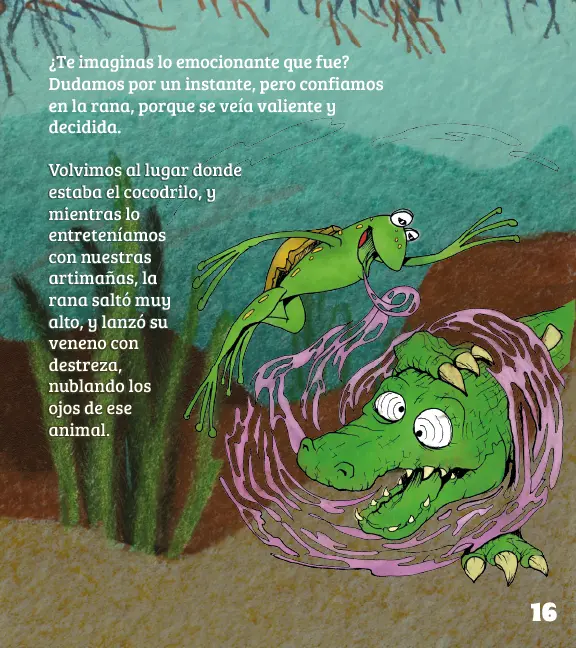 ¿Te imaginas lo emocionante que fue?
Dudamos por un instante, pero confiamos
en la rana, porque se veía valiente y
decidida.
Volvimos al lugar donde
estaba el cocodrilo, y
mientras lo
entreteníamos
con nuestras
artimañas, la
rana saltó muy
alto, y lanzó su
veneno con
destreza,
nublando los
ojos de ese
animal.
16